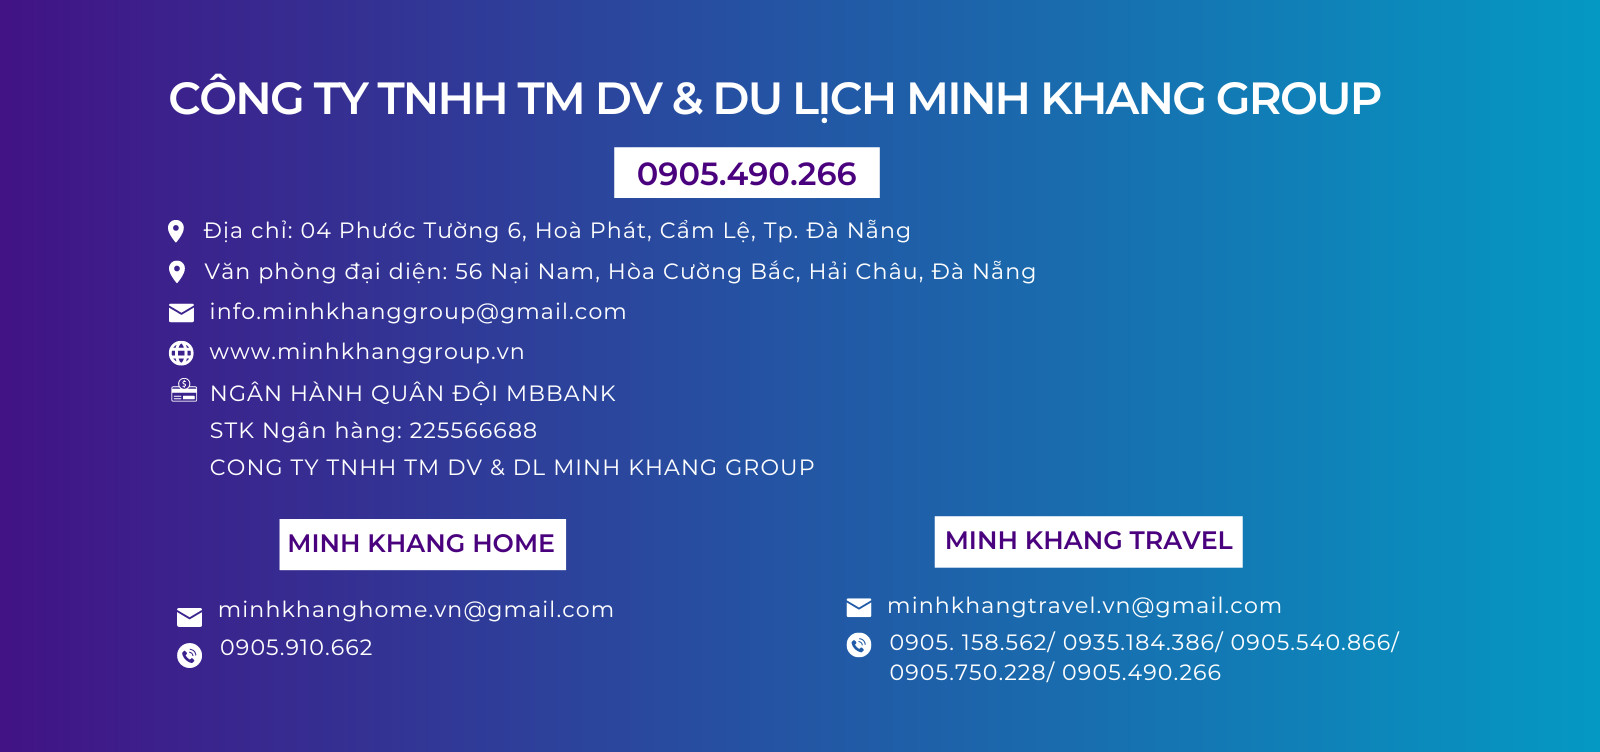 CÔNG TY TNHH TM DV & DU LỊCH MINH KHANG GROUP
0905.490.266
Địa chỉ: 04 Phước Tường 6, Hoà Phát, Cẩm Lệ, Tp. Đà Nẵng
Văn phòng đại diện: 56 Nại Nam, Hòa Cường Bắc, Hải Châu, Đà Nẵng
info.minhkhanggroup@gmail.com
www.minhkhanggroup.vn
NGÂN HÀNH QUÂN ĐỘI MBBANK
STK Ngân hàng: 225566688
CONG TY TNHH TM DV & DL MINH KHANG GROUP
MINH KHANG HOME
minhkhanghome.vn@gmail.com
0905.910.662
MINH KHANG TRAVEL
minhkhangtravel.vn@gmail.com
0905. 158.562/ 0935.184.386/ 0905.540.866/
0905.750.228/ 0905.490.266